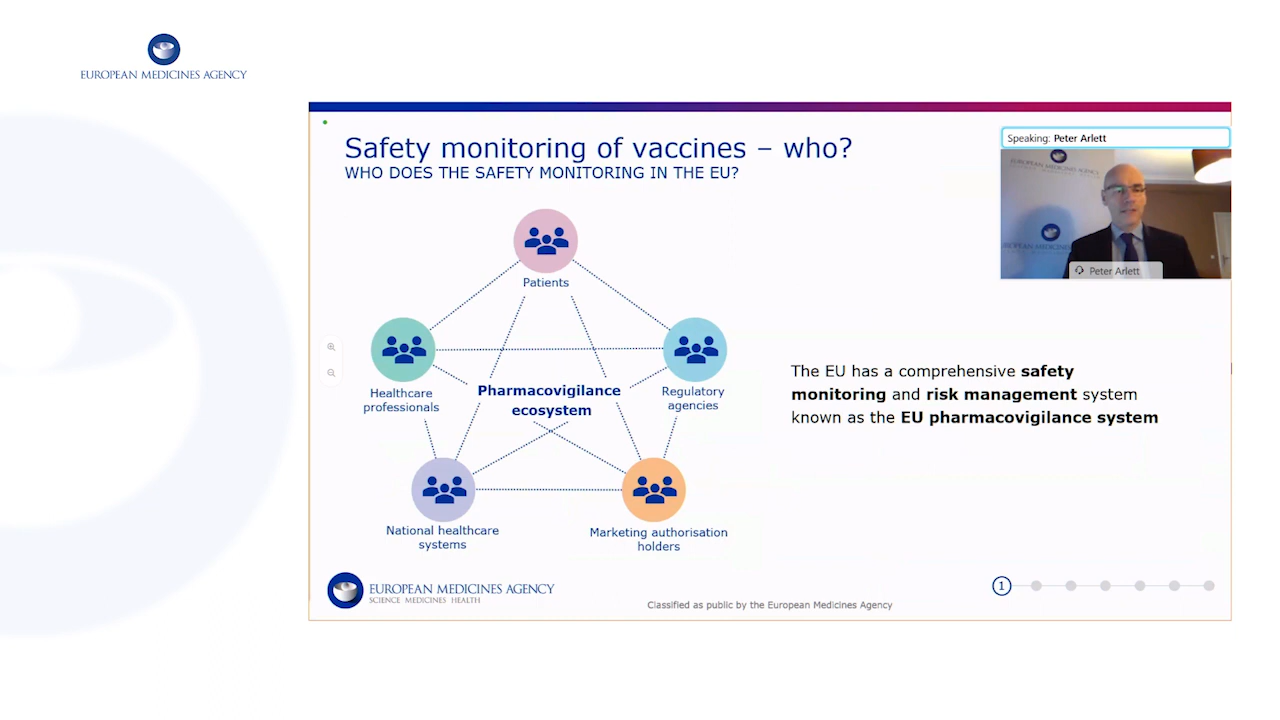 EUROPEAN MEDICINES AGENCY
Safety monitoring of vaccines – who?
WHO DOES THE SAFETY MONITORING IN THE EU?
Speaking: Peter Arlett
EUROPEAN MEDICINES AGENCY
Peter Arlett
Patients
Healthcare
professionals
Pharmacovigilance
ecosystem
Regulatory
agencies
National healthcare
systems
Marketing authorisation
holders
The EU has a comprehensive safety
monitoring and risk management system
known as the EU pharmacovigilance system
EUROPEAN MEDICINES AGENCY
SCIENCE MEDICINES HEALTH
Classified as public by the European Medicines Agency
1